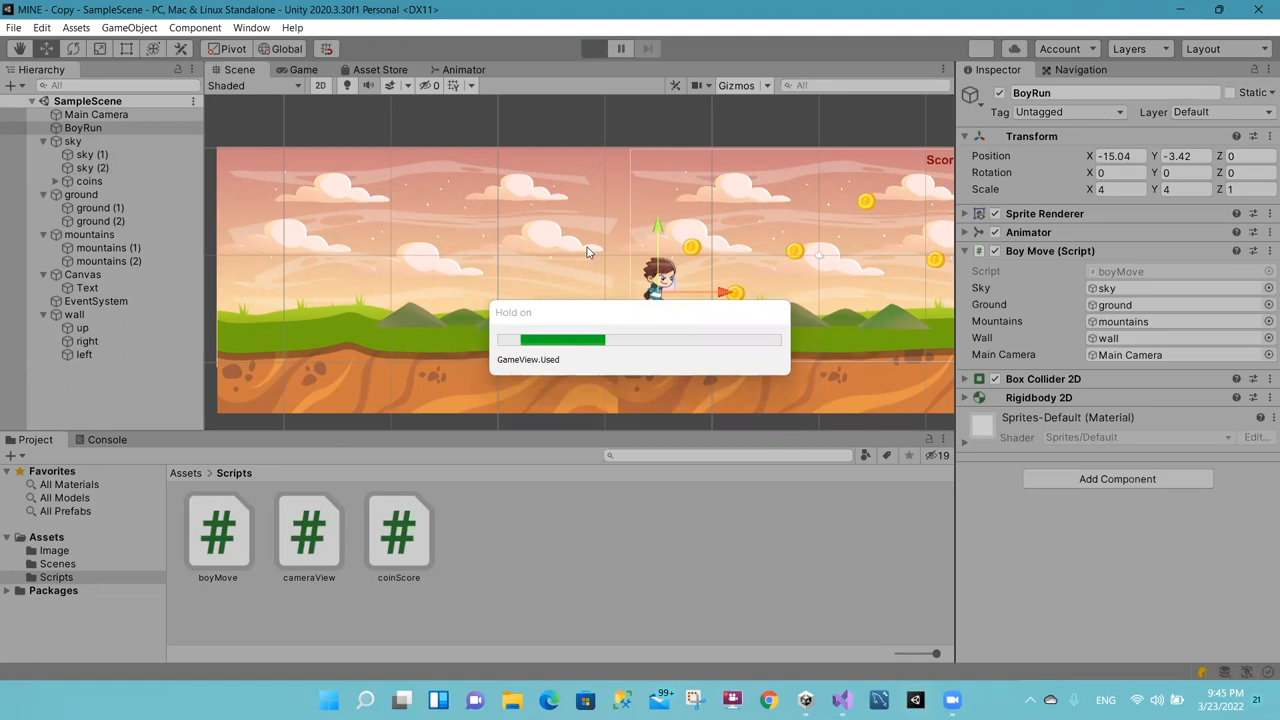 MINE - Copy - SampleScene - PC, Mac & Linux Standalone - Unity 2020.3.30f1 Personal <DX11>
File Edit Assets GameObject Component Window Help
Pivot Global Account Layers Layout
Hierarchy
All
SampleScene
Main Camera
BoyRun
sky
sky (1)
sky (2)
coins
ground
ground (1)
ground (2)
mountains
mountains (1)
mountains (2)
Canvas
Text
EventSystem
wall
up
right
left
Scene Game Asset Store Animator
Shaded 2D 0 Gizmos All
Scor
Hold on
GameView.Used
Inspector Navigation
BoyRun Static
Tag Untagged Layer Default
Transform
Position X -15.04 Y -3.42 Z 0
Rotation X 0 Y 0 Z 0
Scale X 4 Y 4 Z 1
Sprite Renderer
Animator
# Boy Move (Script)
Script boyMove
Sky sky
Ground ground
Mountains mountains
Wall wall
Main Camera Main Camera
Box Collider 2D
Rigidbody 2D
Sprites-Default (Material)
Shader Sprites/Default Edit...
Add Component
Project Console
19
Favorites
All Materials
All Models
All Prefabs
Assets
Image
Scenes
Scripts
Packages
Assets > Scripts
# # #
boyMove cameraView coinScore
99+
ENG
9:45 PM
3/23/2022
21